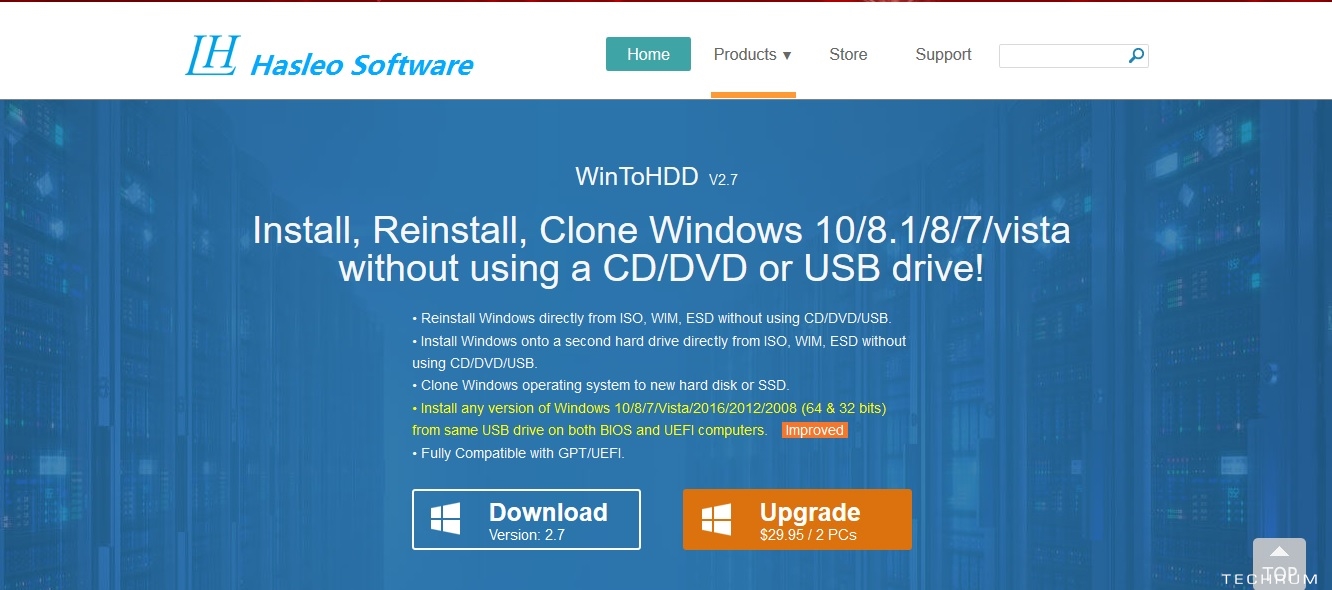 LH Hasleo Software
Home Products ▼ Store Support
WinToHDD V2.7
Install, Reinstall, Clone Windows 10/8.1/8/7/vista
without using a CD/DVD or USB drive!
• Reinstall Windows directly from ISO, WIM, ESD without using CD/DVD/USB.
• Install Windows onto a second hard drive directly from ISO, WIM, ESD without
using CD/DVD/USB.
• Clone Windows operating system to new hard disk or SSD.
• Install any version of Windows 10/8/7/Vista/2016/2012/2008 (64 & 32 bits)
from same USB drive on both BIOS and UEFI computers. Improved
• Fully Compatible with GPT/UEFI.
Download
Version: 2.7
Upgrade
$29.95 / 2 PCs
TOP
TECHRUM